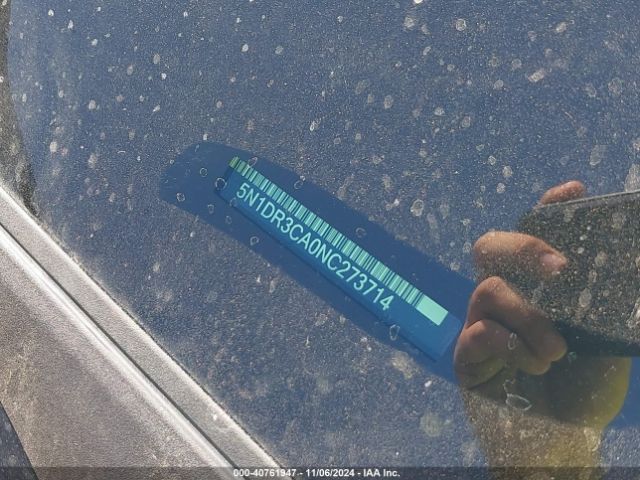 5N1DR3CA0NC273714
000-40761947 - 11/06/2024 - IAA Inc.